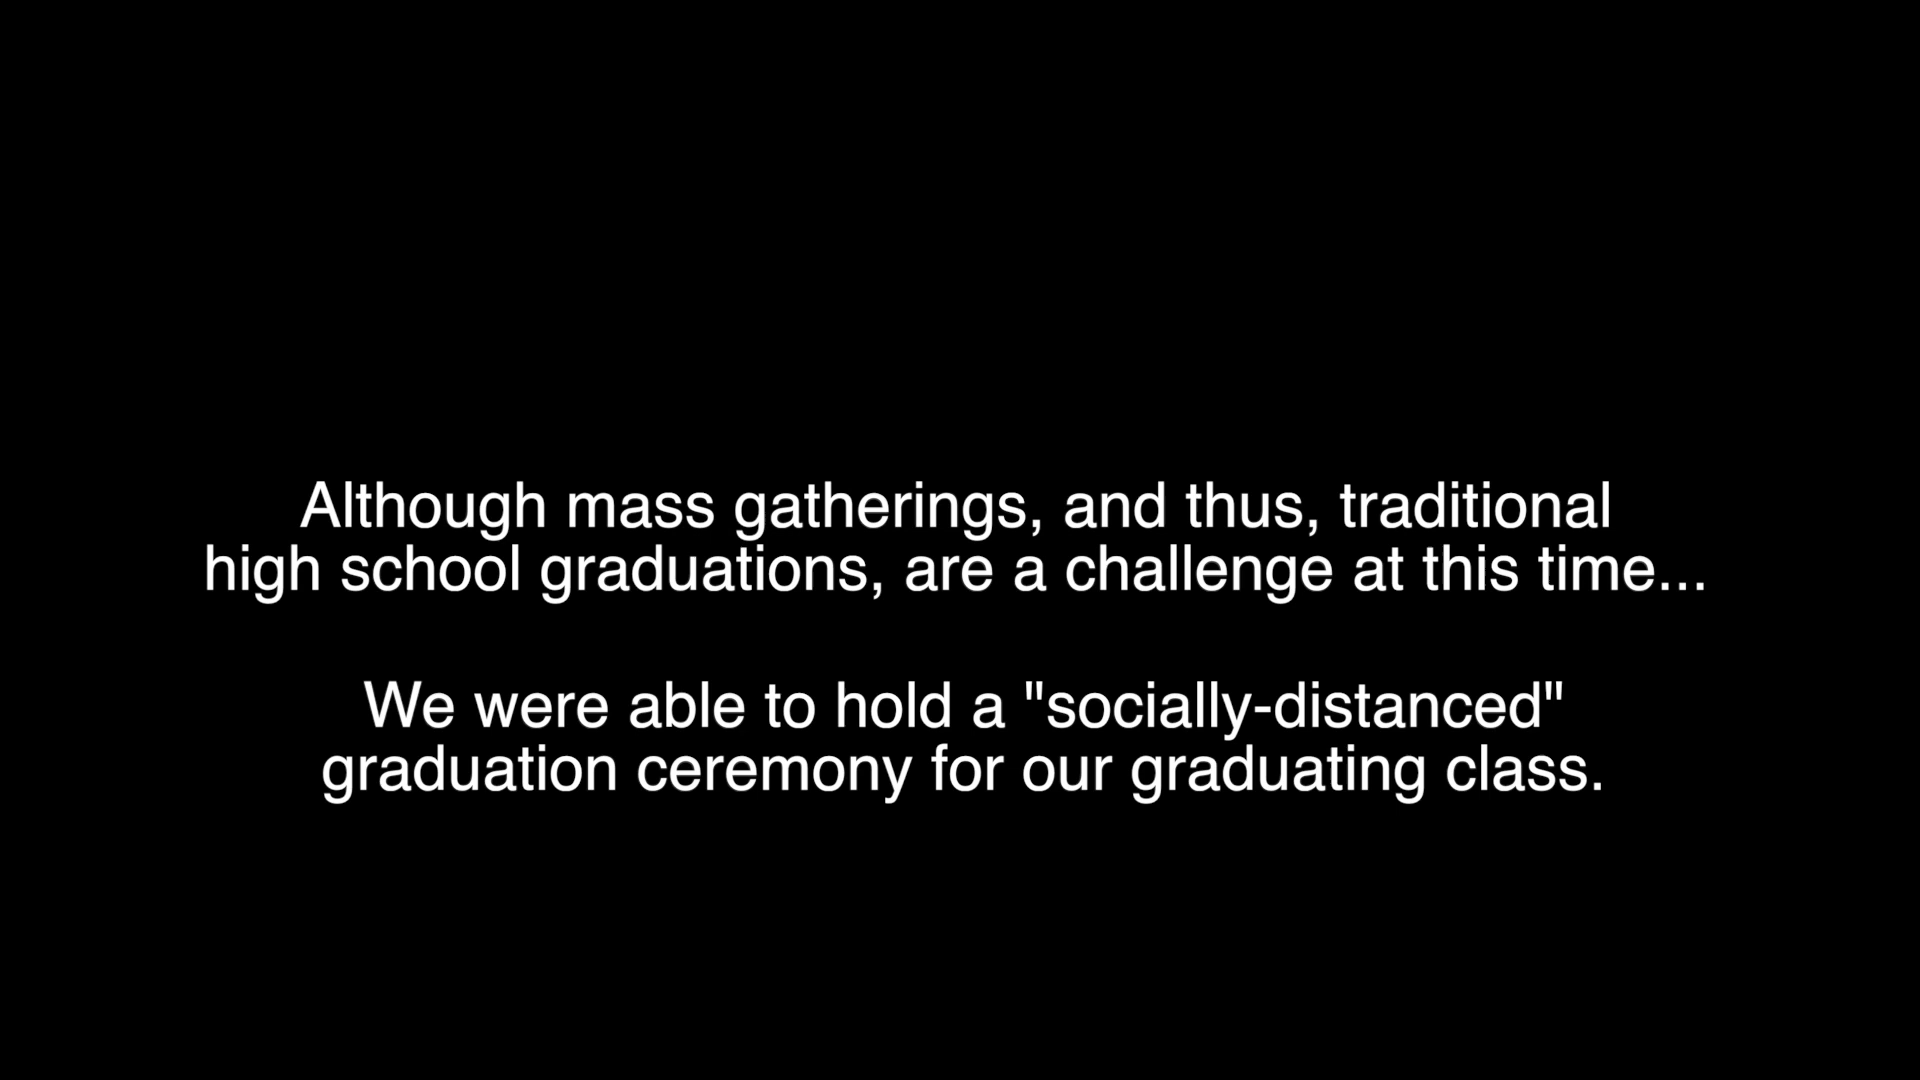 Although mass gatherings, and thus, traditional
high school graduations, are a challenge at this time...
We were able to hold a "socially-distanced"
graduation ceremony for our graduating class.